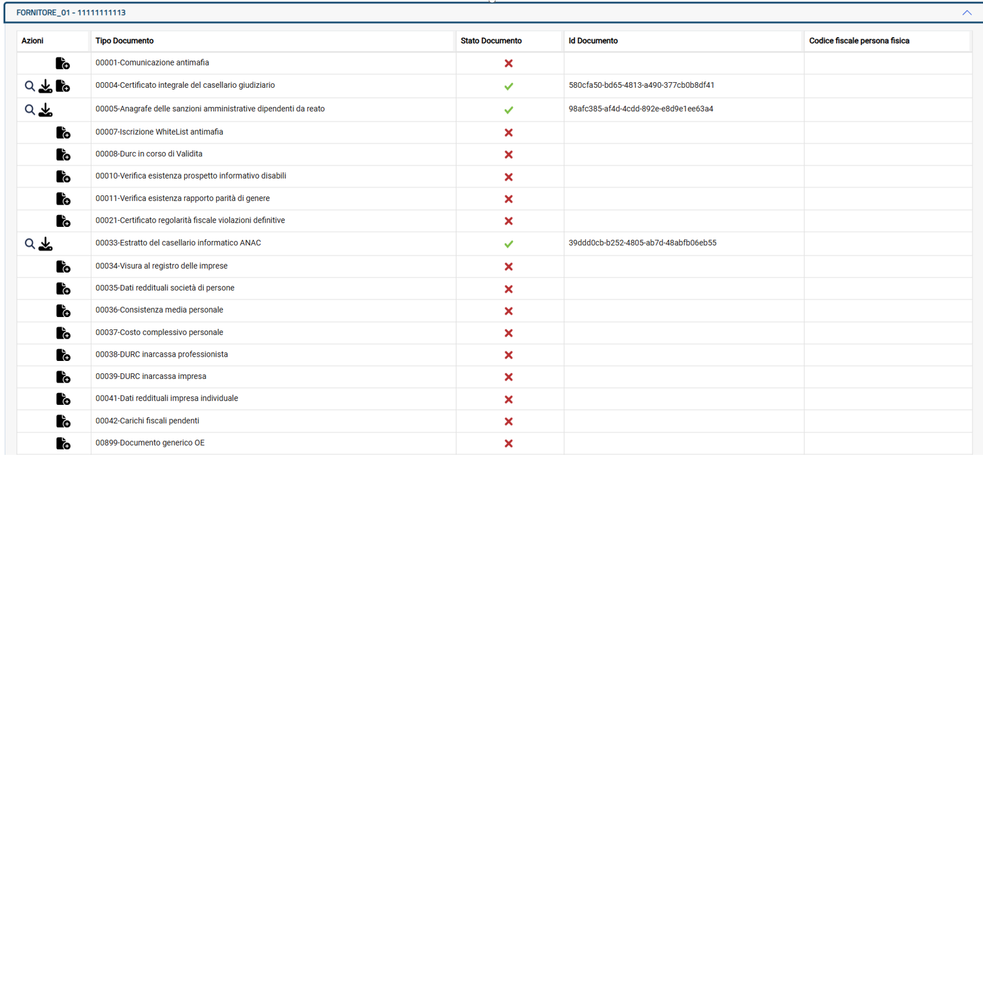 FORNITORE_01 - 11111111113
Azioni Tipo Documento Stato Documento Id Documento Codice fiscale persona fisica
00001-Comunicazione antimafia
00004-Certificato integrale del casellario giudiziario 580cfa50-bd65-4813-a490-377cb0b8df41
00005-Anagrafe delle sanzioni amministrative dipendenti da reato 98afc385-af4d-4cdd-892e-e8d9e1ee63a4
00007-Iscrizione WhiteList antimafia
00008-Durc in corso di Validita
00010-Verifica esistenza prospetto informativo disabili
00011-Verifica esistenza rapporto parità di genere
00021-Certificato regolarità fiscale violazioni definitive
00033-Estratto del casellario informatico ANAC 39ddd0cb-b252-4805-ab7d-48abfb06eb55
00034-Visura al registro delle imprese
00035-Dati reddituali società di persone
00036-Consistenza media personale
00037-Costo complessivo personale
00038-DURC inarcassa professionista
00039-DURC inarcassa impresa
00041-Dati reddituali impresa individuale
00042-Carichi fiscali pendenti
00899-Documento generico OE